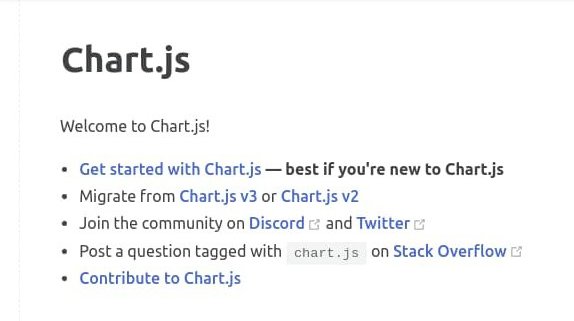 Chart.js
Welcome to Chart.js!
• Get started with Chart.js — best if you're new to Chart.js
• Migrate from Chart.js v3 or Chart.js v2
• Join the community on Discord and Twitter
• Post a question tagged with chart.js on Stack Overflow
• Contribute to Chart.js